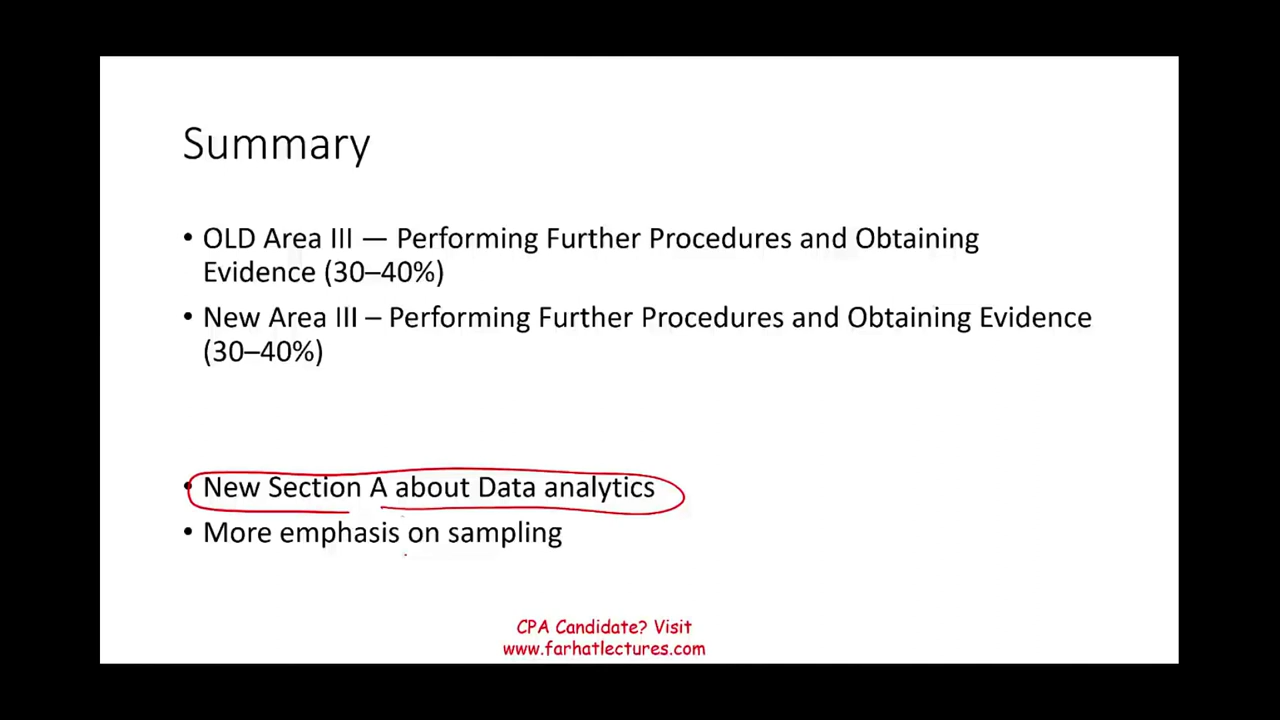 Summary
• OLD Area III — Performing Further Procedures and Obtaining
Evidence (30–40%)
• New Area III – Performing Further Procedures and Obtaining Evidence
(30–40%)
• New Section A about Data analytics
• More emphasis on sampling
CPA Candidate? Visit
www.farhatlectures.com